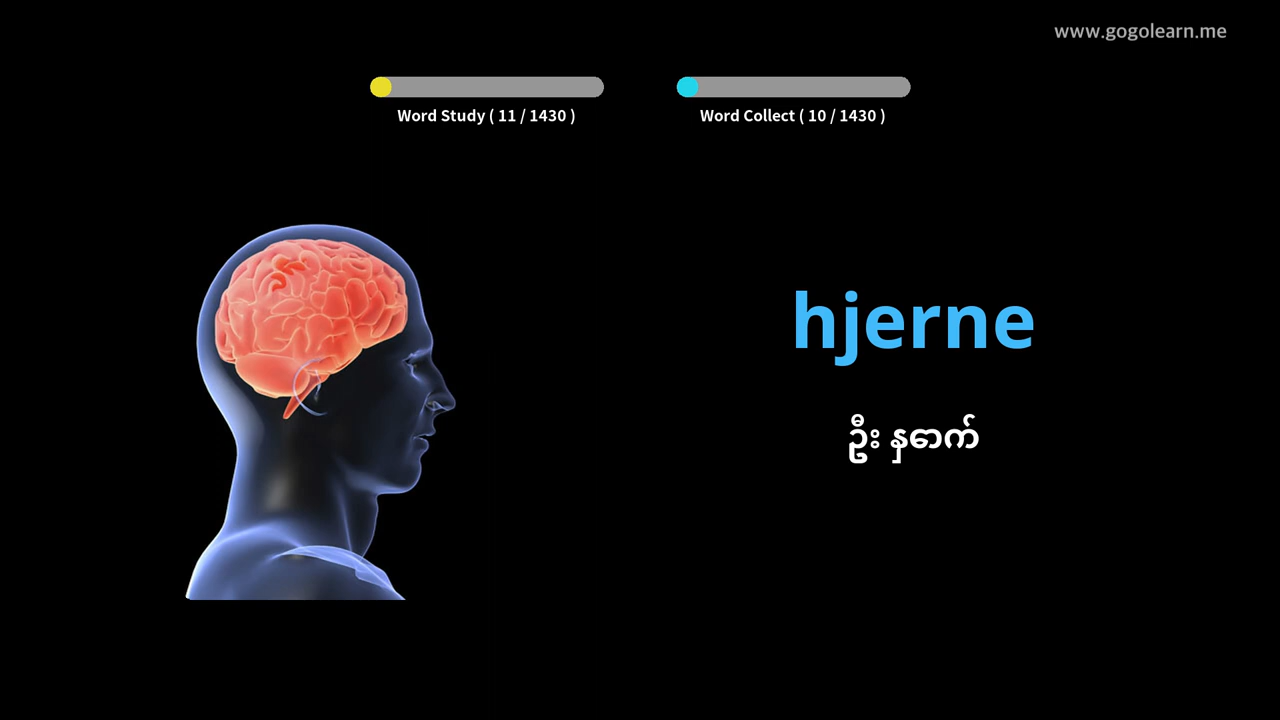 www.gogolearn.me
Word Study ( 11 / 1430 )
Word Collect ( 10 / 1430 )
hjerne
ဦး နှောက်